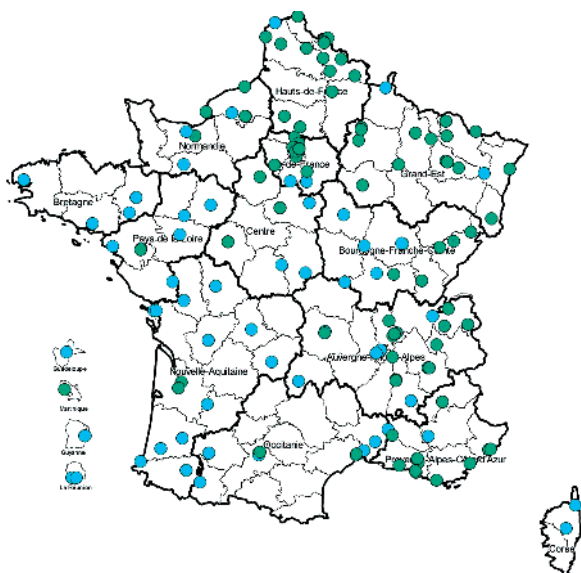 Hauts-de-France
Normandie
Île-de-France
Grand-Est
Bretagne
Pays de la Loire
Centre
Bourgogne-Franche-Comté
Auvergne-Rhône-Alpes
Nouvelle-Aquitaine
Guadeloupe
Martinique
Occitanie
Guyanne
Provence-Alpes-Côte d'Azur
La Réunion
Corse